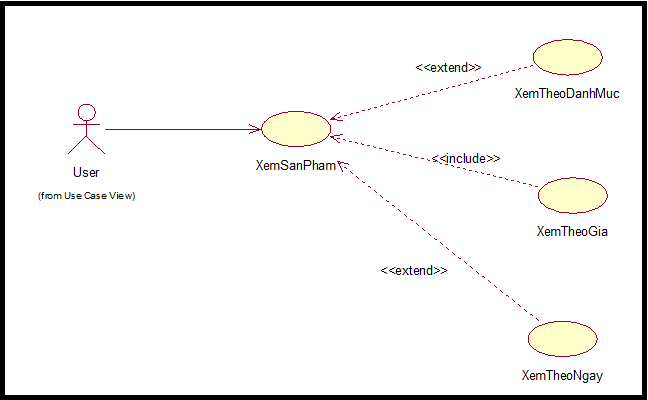 <<extend>>
XemTheoDanhMuc
User
(from Use Case View)
XemSanPham
<<include>>
XemTheoGia
<<extend>>
XemTheoNgay